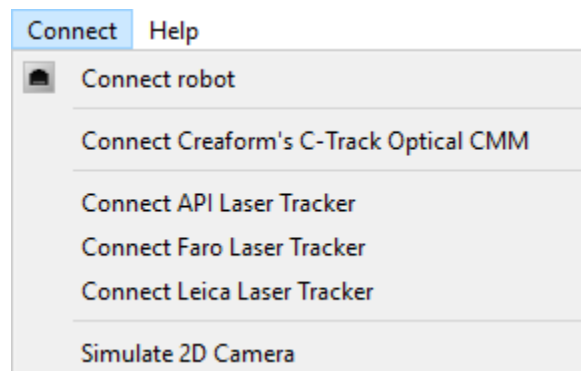 Connect Help
Connect robot
Connect Creaform's C-Track Optical CMM
Connect API Laser Tracker
Connect Faro Laser Tracker
Connect Leica Laser Tracker
Simulate 2D Camera